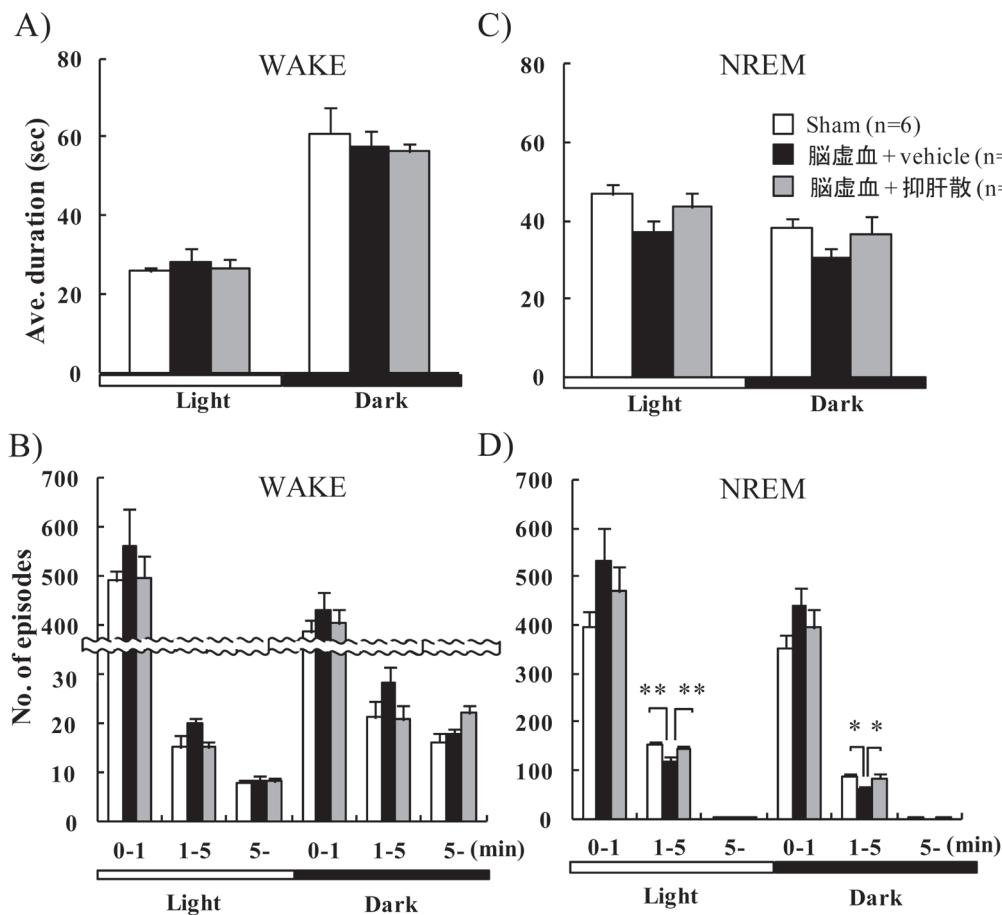 A)
WAKE
Ave. duration (sec)
80
60
40
20
0
Light
Dark
C)
NREM
80
60
40
20
0
Sham (n=6)
脳虚血+vehicle (n=
脳虚血+抑肝散 (n=
Light
Dark
B)
WAKE
No. of episodes
700
600
500
400
30
20
10
0
0-1 1-5 5- 0-1 1-5 5- (min)
Light
Dark
D)
NREM
700
600
500
400
300
200
100
0
** **
* *
0-1 1-5 5- 0-1 1-5 5- (min)
Light
Dark